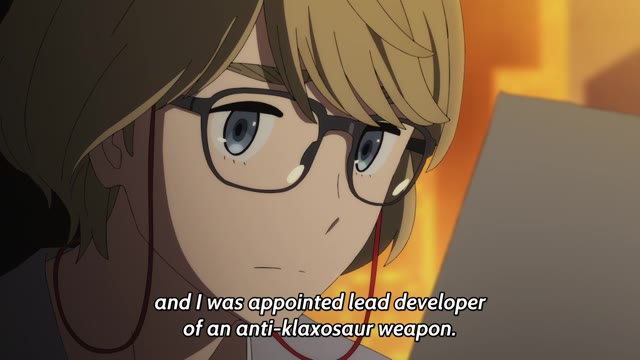 and I was appointed lead developer
of an anti-klaxosaur weapon.